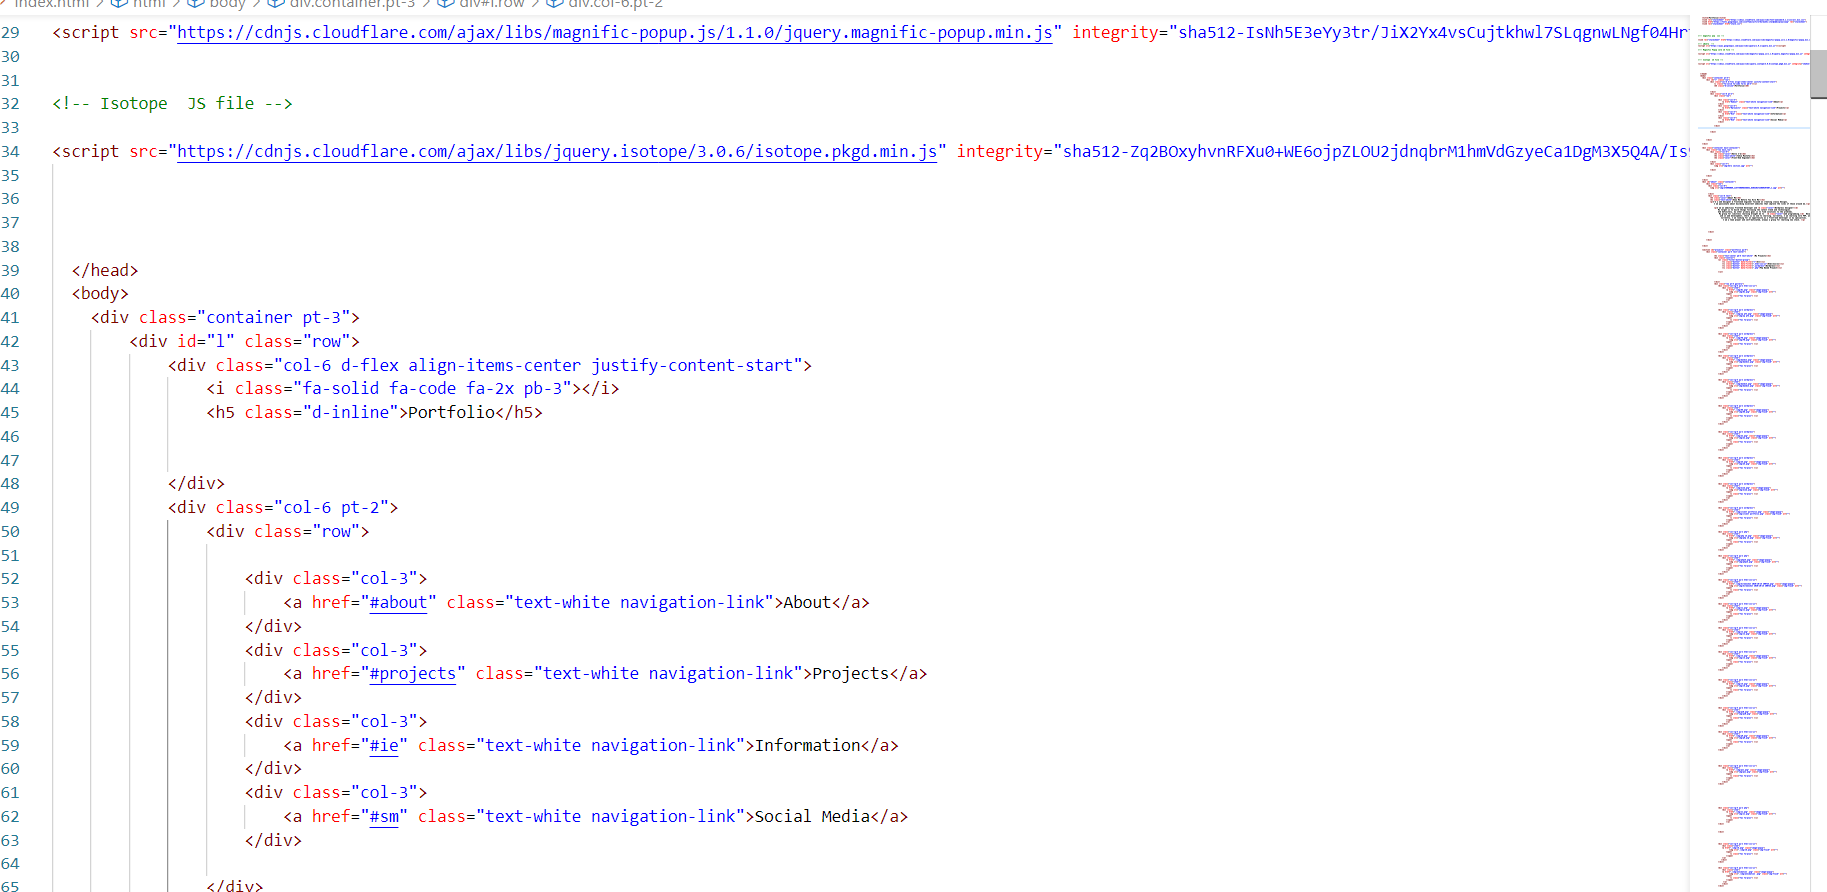 index.html > html > body > div.container.pt-3 > div#l.row > div.col-6.pt-2
29 <script src="https://cdnjs.cloudflare.com/ajax/libs/magnific-popup.js/1.1.0/jquery.magnific-popup.min.js" integrity="sha512-IsNh5E3eYy3tr/JiX2Yx4vsCujtkhwl7SLqgnwLNgf04Hr
30
31
32 <!-- Isotope  JS file -->
33
34 <script src="https://cdnjs.cloudflare.com/ajax/libs/jquery.isotope/3.0.6/isotope.pkgd.min.js" integrity="sha512-Zq2BOxyhvnRFXu0+WE6ojpZLOU2jdnqbrM1hmVdGzyeCa1DgM3X5Q4A/Is
35
36
37
38
39 </head>
40 <body>
41 <div class="container pt-3">
42 <div id="l" class="row">
43 <div class="col-6 d-flex align-items-center justify-content-start">
44 <i class="fa-solid fa-code fa-2x pb-3"></i>
45 <h5 class="d-inline">Portfolio</h5>
46
47
48 </div>
49 <div class="col-6 pt-2">
50 <div class="row">
51
52 <div class="col-3">
53 <a href="#about" class="text-white navigation-link">About</a>
54 </div>
55 <div class="col-3">
56 <a href="#projects" class="text-white navigation-link">Projects</a>
57 </div>
58 <div class="col-3">
59 <a href="#ie" class="text-white navigation-link">Information</a>
60 </div>
61 <div class="col-3">
62 <a href="#sm" class="text-white navigation-link">Social Media</a>
63 </div>
64
65 </div>